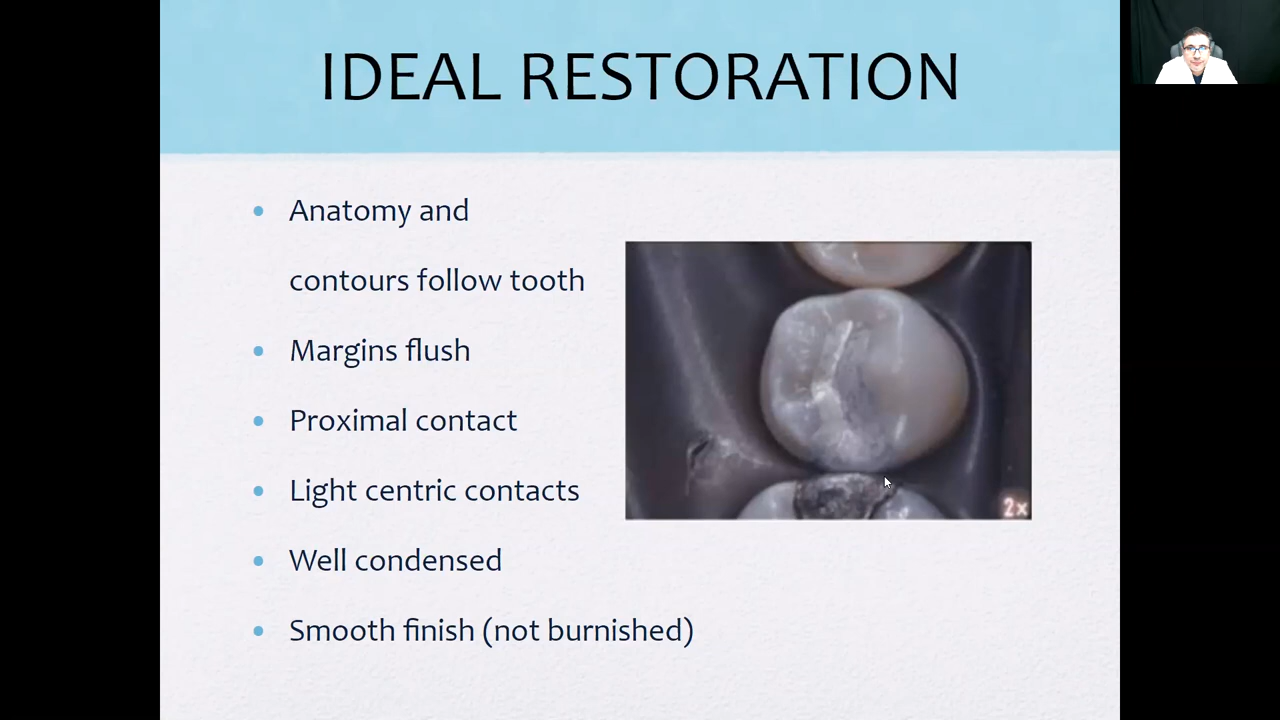 IDEAL RESTORATION
• Anatomy and
contours follow tooth
• Margins flush
• Proximal contact
• Light centric contacts
• Well condensed
• Smooth finish (not burnished)
2x